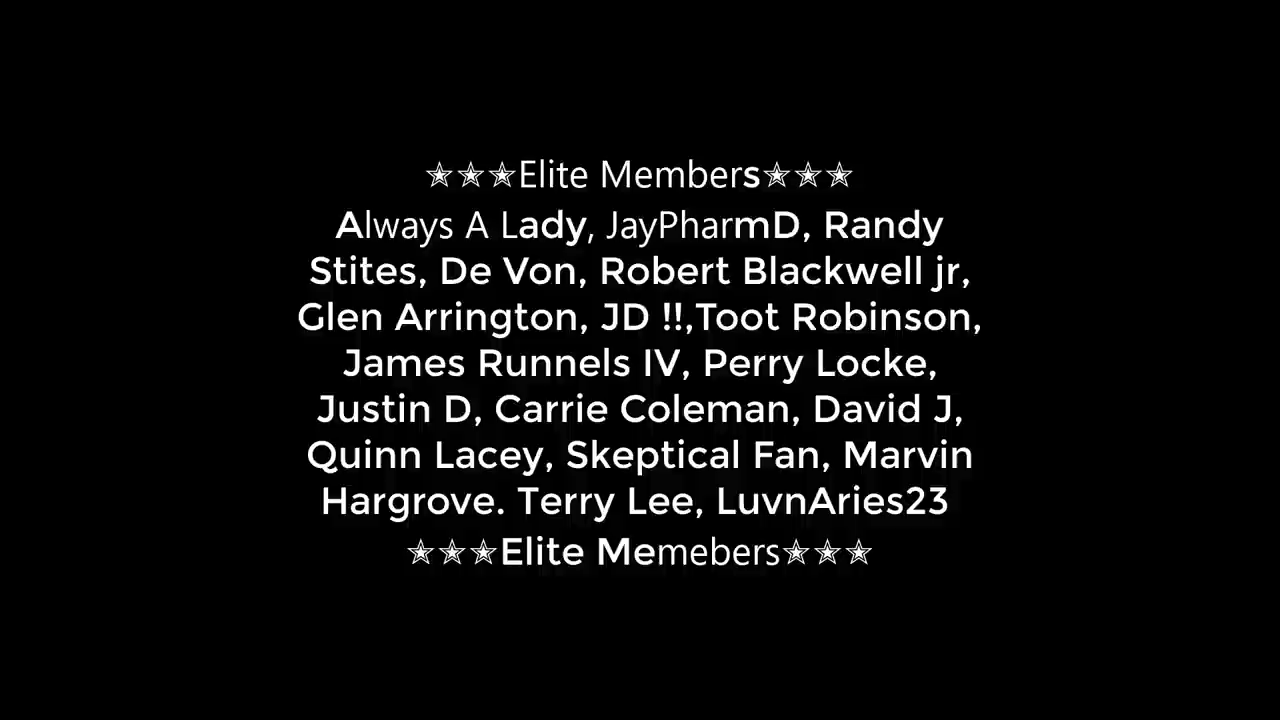 ✯✯✯Elite Members✯✯✯
Always A Lady, JayPharmD, Randy
Stites, De Von, Robert Blackwell jr,
Glen Arrington, JD !!,Toot Robinson,
James Runnels IV, Perry Locke,
Justin D, Carrie Coleman, David J,
Quinn Lacey, Skeptical Fan, Marvin
Hargrove. Terry Lee, LuvnAries23
✯✯✯Elite Memebers✯✯✯